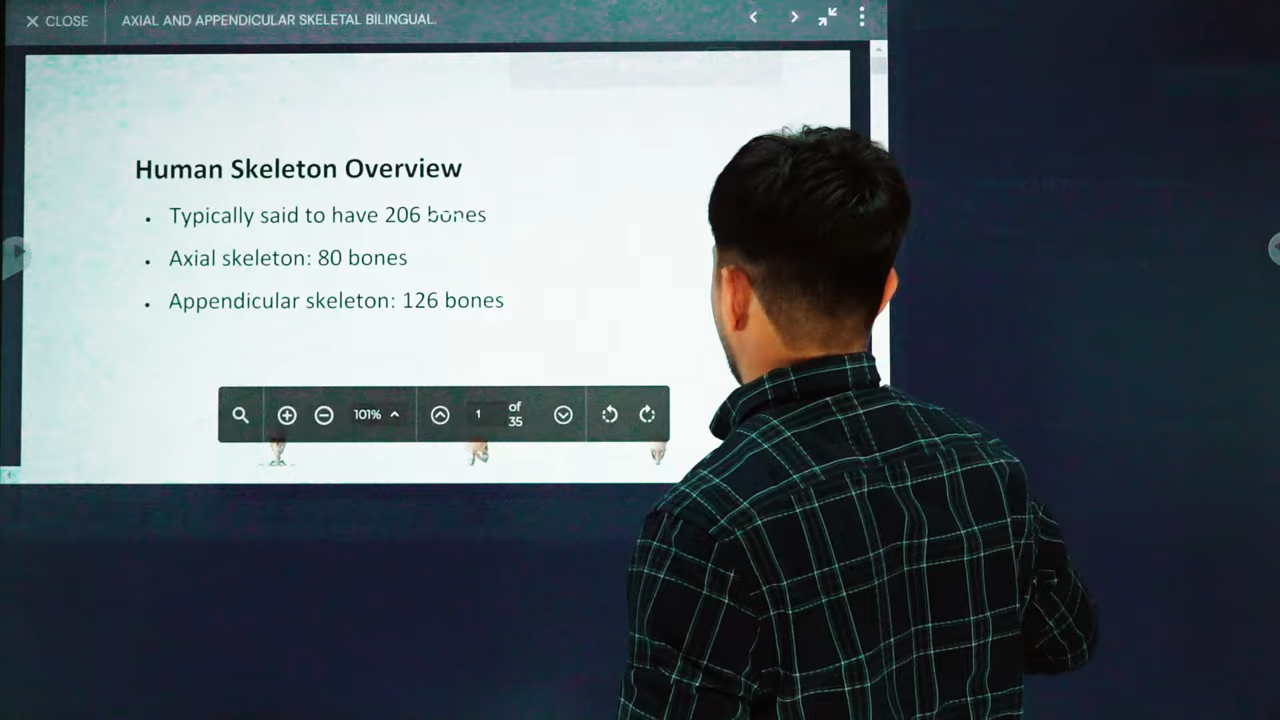 CLOSE
AXIAL AND APPENDICULAR SKELETAL BILINGUAL.
Human Skeleton Overview
• Typically said to have 206 bones
• Axial skeleton: 80 bones
• Appendicular skeleton: 126 bones
101%
1
of
35